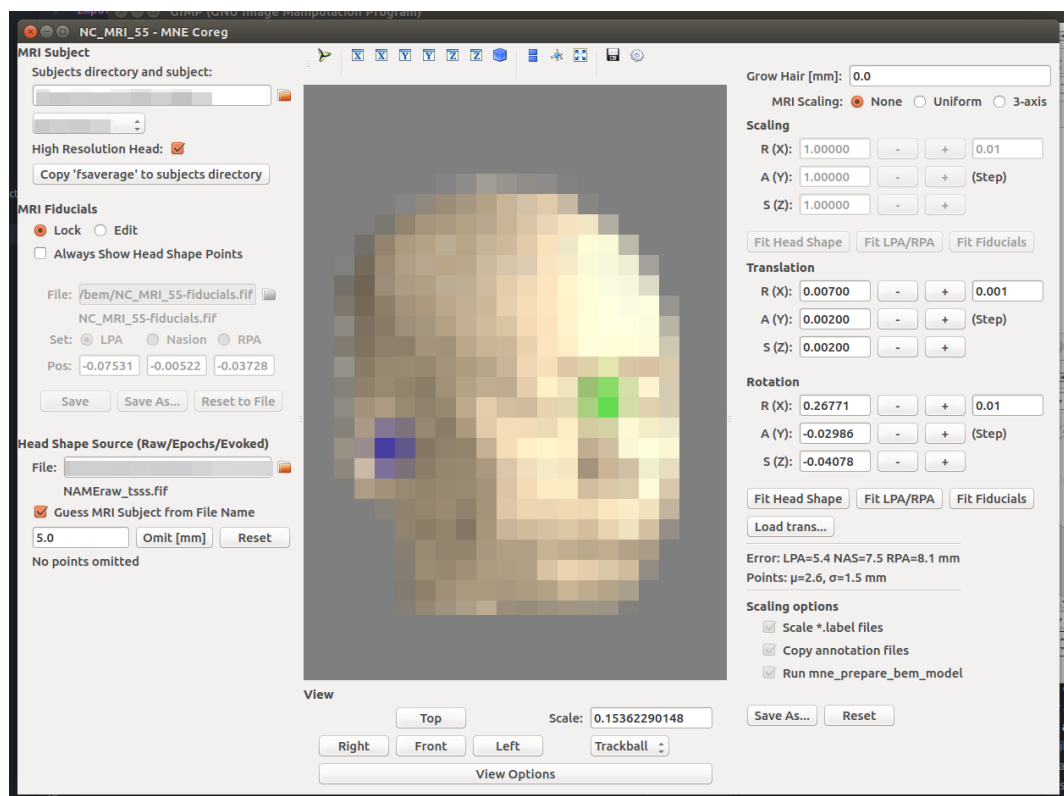 GIMP (GNU Image Manipulation Program)
NC_MRI_55 - MNE Coreg
MRI Subject
Subjects directory and subject:
High Resolution Head:
Copy 'fsaverage' to subjects directory
MRI Fiducials
Lock Edit
Always Show Head Shape Points
File: /bem/NC_MRI_55-fiducials.fif
NC_MRI_55-fiducials.fif
Set: LPA Nasion RPA
Pos: -0.07531 -0.00522 -0.03728
Save Save As... Reset to File
Head Shape Source (Raw/Epochs/Evoked)
File:
NAMEraw_tsss.fif
Guess MRI Subject from File Name
5.0 Omit [mm] Reset
No points omitted
X X Y Y Z Z
View
Top Scale: 0.15362290148
Right Front Left Trackball
View Options
Grow Hair [mm]: 0.0
MRI Scaling: None Uniform 3-axis
Scaling
R (X): 1.00000 - + 0.01
A (Y): 1.00000 - + (Step)
S (Z): 1.00000 - +
Fit Head Shape Fit LPA/RPA Fit Fiducials
Translation
R (X): 0.00700 - + 0.001
A (Y): 0.00200 - + (Step)
S (Z): 0.00200 - +
Rotation
R (X): 0.26771 - + 0.01
A (Y): -0.02986 - + (Step)
S (Z): -0.04078 - +
Fit Head Shape Fit LPA/RPA Fit Fiducials
Load trans...
Error: LPA=5.4 NAS=7.5 RPA=8.1 mm
Points: μ=2.6, σ=1.5 mm
Scaling options
Scale *.label files
Copy annotation files
Run mne_prepare_bem_model
Save As... Reset